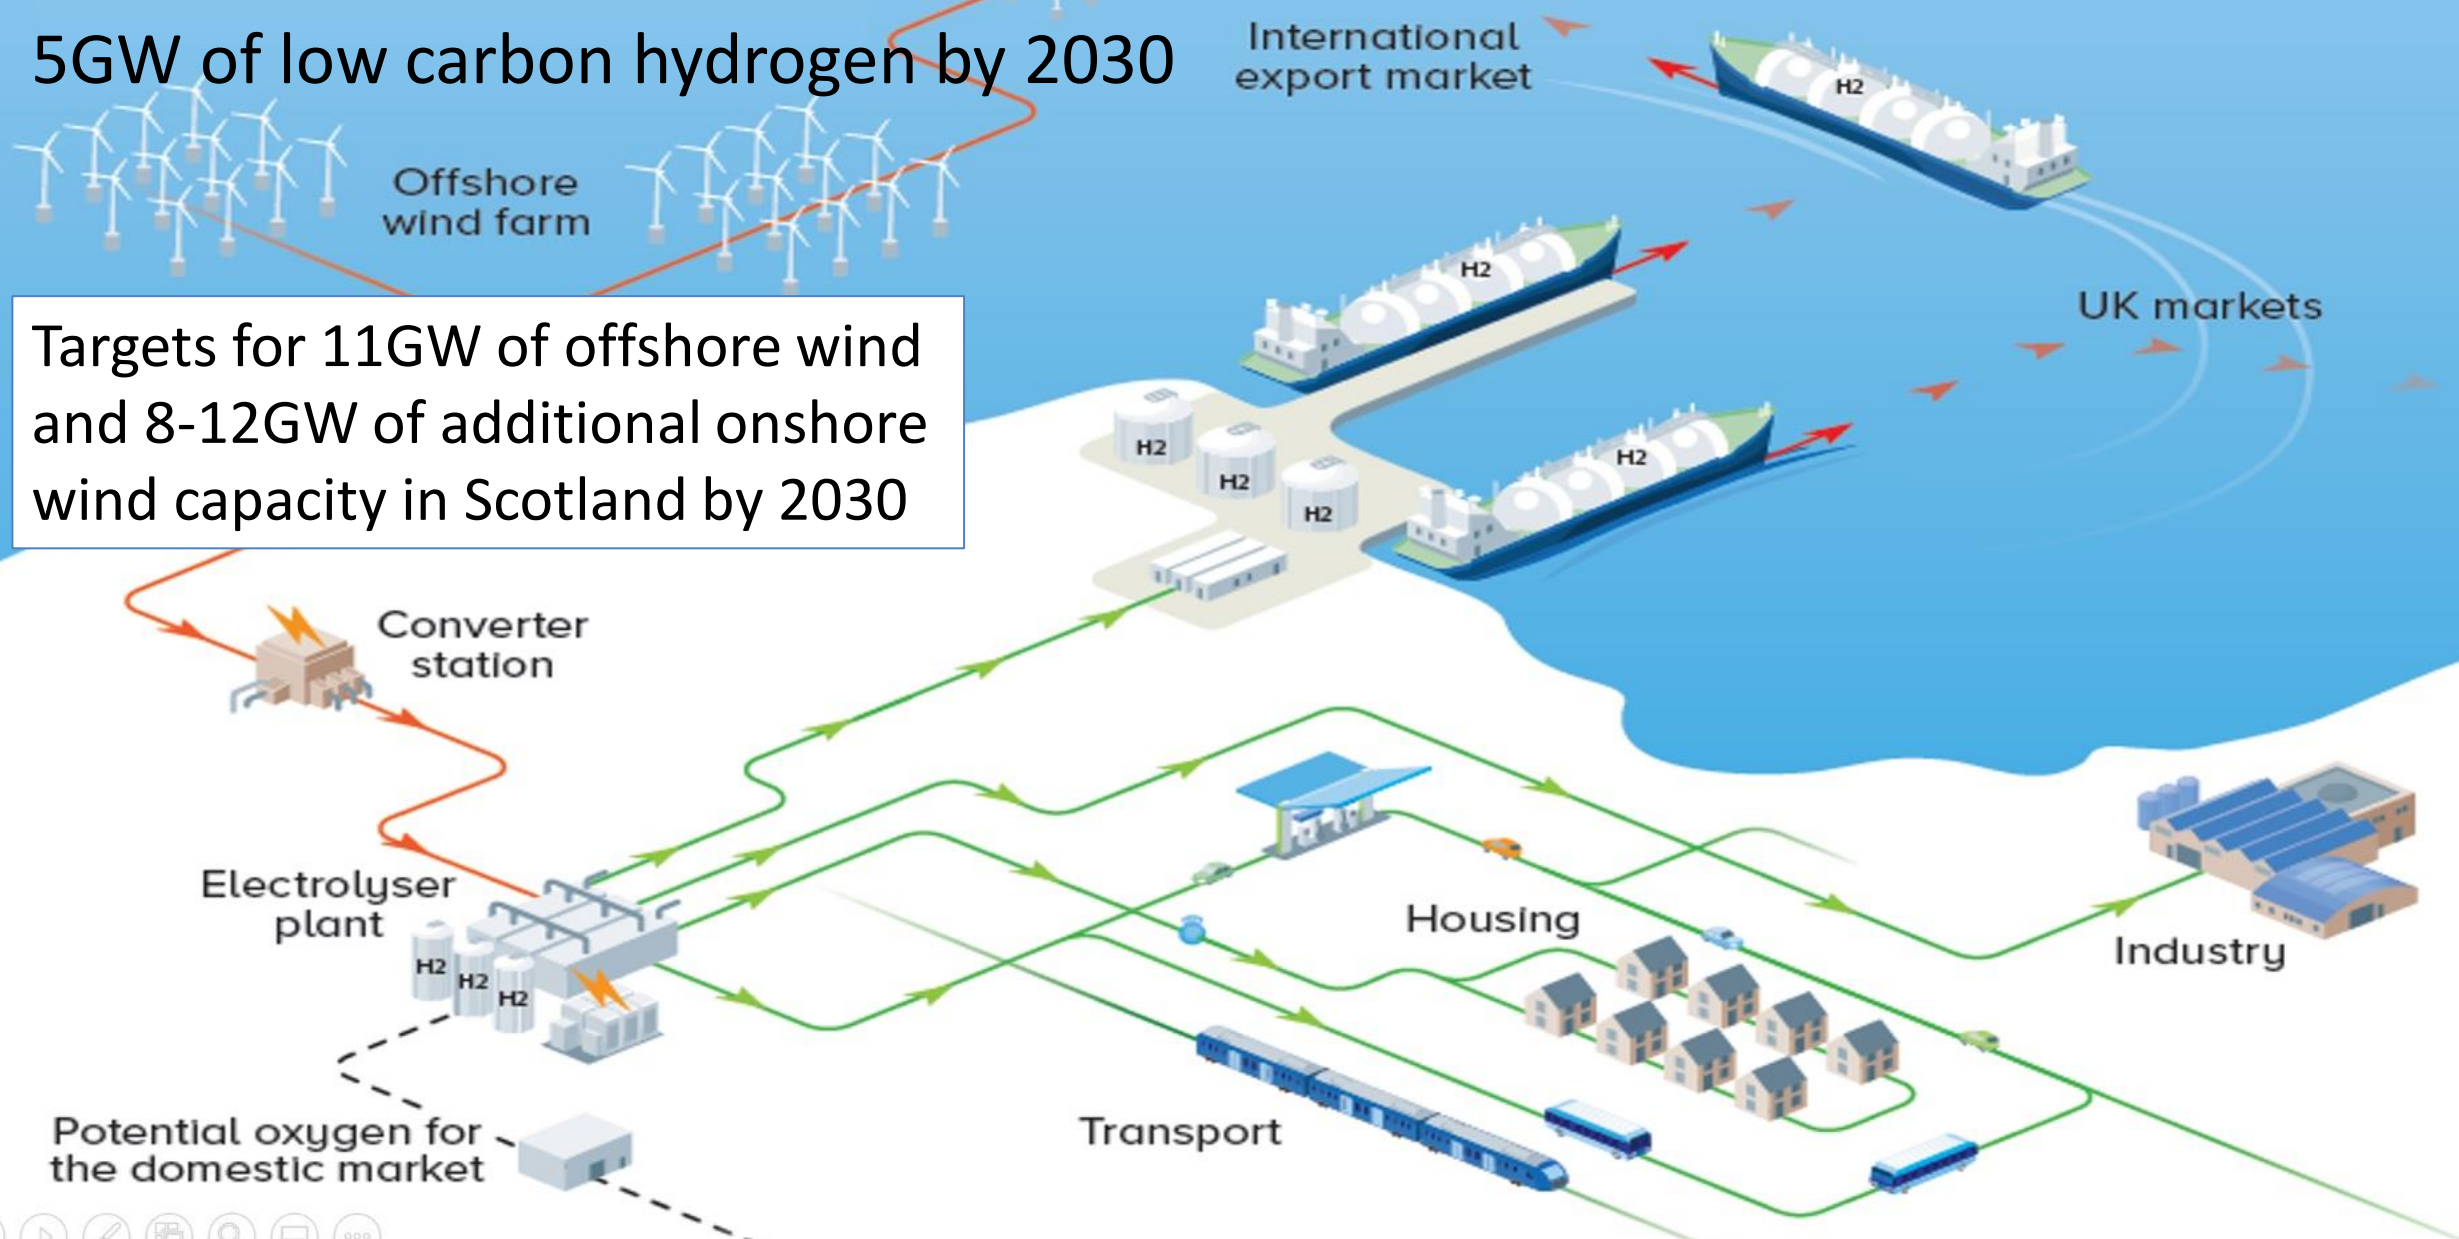 5GW of low carbon hydrogen by 2030
International
export market
H2
Offshore
wind farm
H2
UK markets
Targets for 11GW of offshore wind
and 8-12GW of additional onshore
wind capacity in Scotland by 2030
H2
H2
H2
H2
Converter
station
Electrolyser
plant
H2
H2
H2
Housing
Industry
Transport
Potential oxygen for
the domestic market